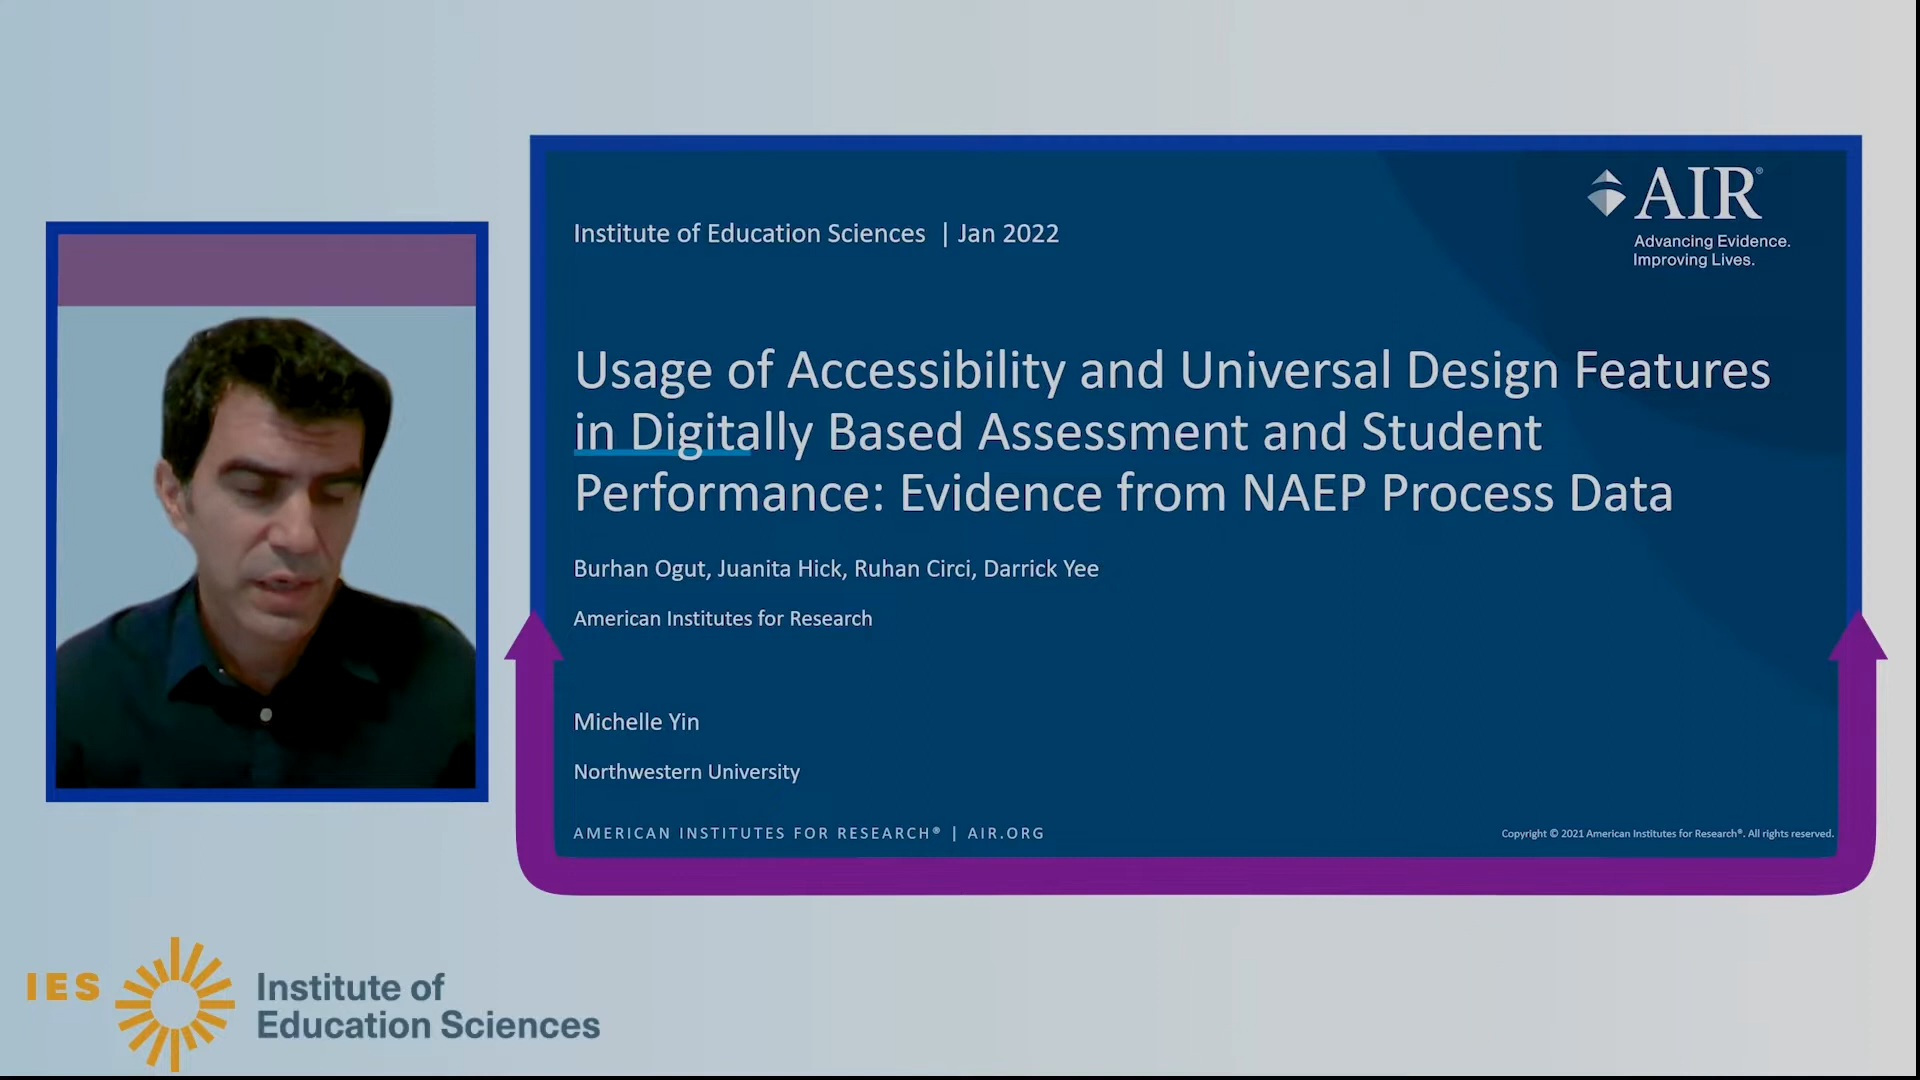 AIR®
Advancing Evidence.
Improving Lives.
Institute of Education Sciences | Jan 2022
Usage of Accessibility and Universal Design Features
in Digitally Based Assessment and Student
Performance: Evidence from NAEP Process Data
Burhan Ogut, Juanita Hick, Ruhan Circi, Darrick Yee
American Institutes for Research
Michelle Yin
Northwestern University
AMERICAN INSTITUTES FOR RESEARCH® | AIR.ORG
Copyright © 2021 American Institutes for Research®. All rights reserved.
IES
Institute of
Education Sciences